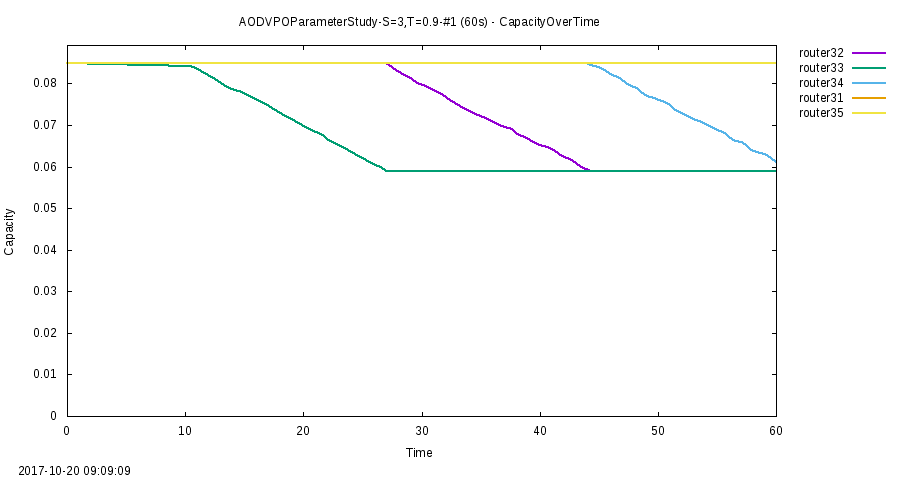 AODVPOParameterStudy-S=3,T=0.9-#1 (60s) - CapacityOverTime
router32
router33
router34
router31
router35
0.08
0.07
0.06
0.05
0.04
0.03
0.02
0.01
0
Capacity
0 10 20 30 40 50 60
Time
2017-10-20 09:09:09